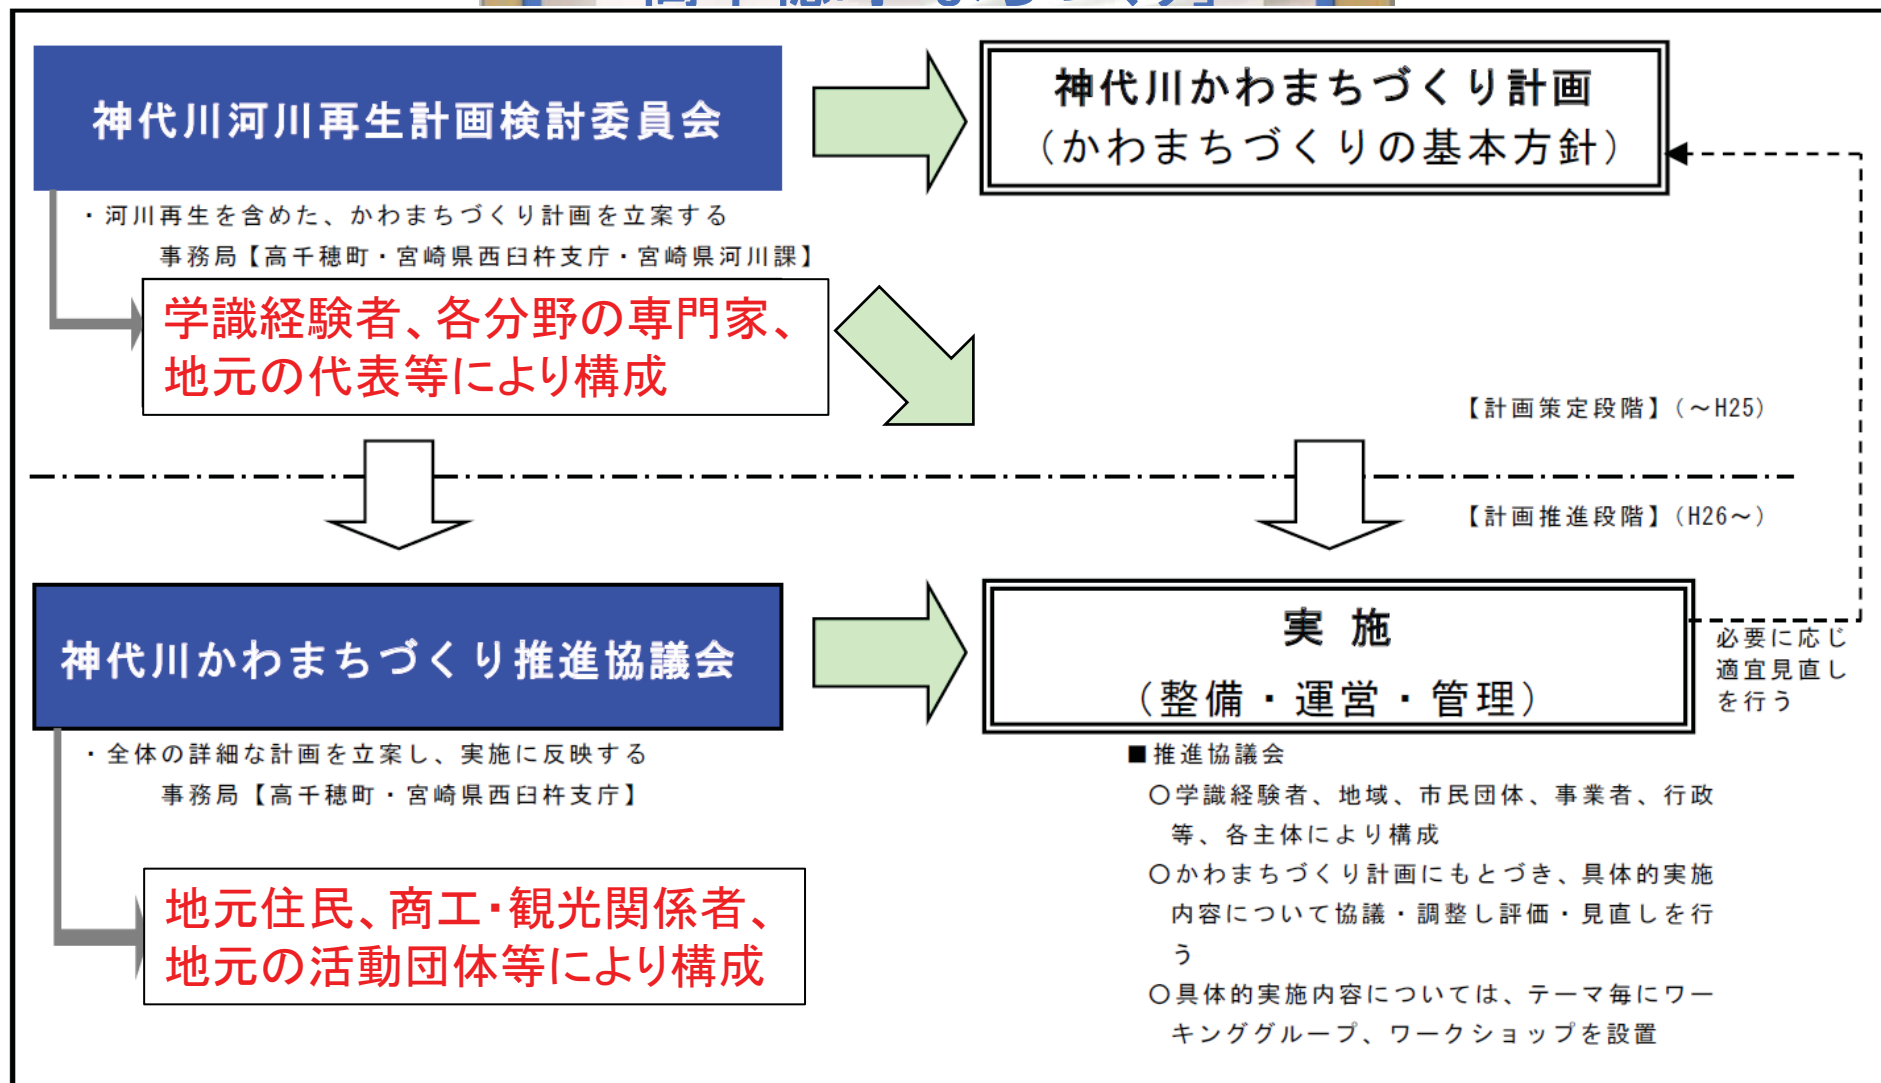 神代川河川再生計画検討委員会
神代川かわまちづくり計画
（かわまちづくりの基本方針）
・河川再生を含めた、かわまちづくり計画を立案する
事務局【高千穂町・宮崎県西臼杵支庁・宮崎県河川課】
学識経験者、各分野の専門家、
地元の代表等により構成
【計画策定段階】（～H25）
【計画推進段階】（H26～）
神代川かわまちづくり推進協議会
実 施
（整備・運営・管理）
必要に応じ
適宜見直し
を行う
・全体の詳細な計画を立案し、実施に反映する
事務局【高千穂町・宮崎県西臼杵支庁】
地元住民、商工・観光関係者、
地元の活動団体等により構成
■推進協議会
〇学識経験者、地域、市民団体、事業者、行政
等、各主体により構成
〇かわまちづくり計画にもとづき、具体的実施
内容について協議・調整し評価・見直しを行
う
〇具体的実施内容については、テーマ毎にワー
キンググループ、ワークショップを設置